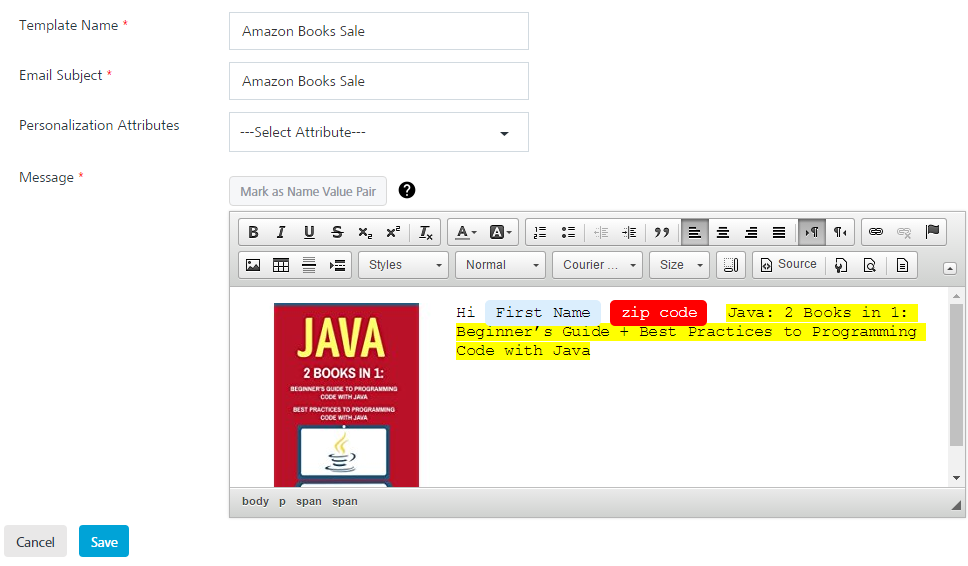 Template Name *
Amazon Books Sale
Email Subject *
Amazon Books Sale
Personalization Attributes
---Select Attribute---
Message *
Mark as Name Value Pair ?
B I U S x₂ x² Tx A A
Styles Normal Courier ... Size Source
Hi First Name zip code Java: 2 Books in 1:
Beginner’s Guide + Best Practices to Programming
Code with Java
JAVA
2 BOOKS IN 1:
BEGINNER'S GUIDE TO PROGRAMMING
CODE WITH JAVA
BEST PRACTICES TO PROGRAMMING
CODE WITH JAVA
body p span span
Cancel Save